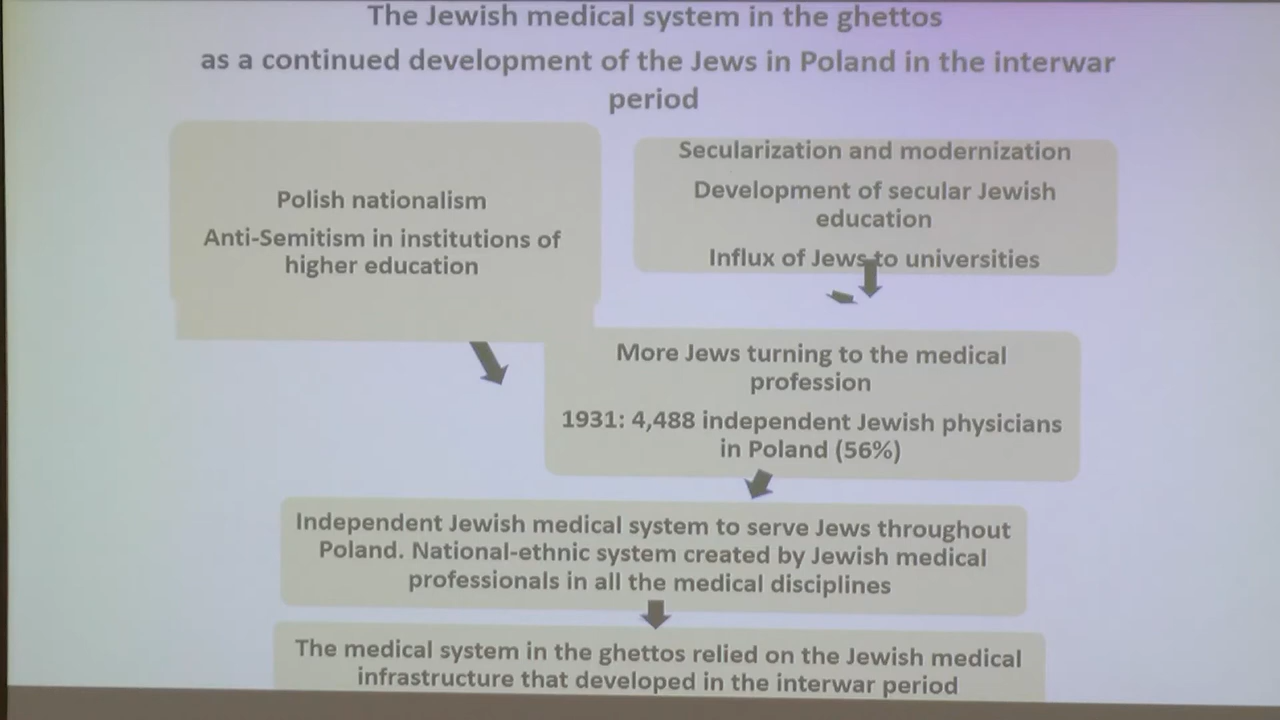 The Jewish medical system in the ghettos
as a continued development of the Jews in Poland in the interwar
period
Polish nationalism
Anti-Semitism in institutions of
higher education
Secularization and modernization
Development of secular Jewish
education
Influx of Jews to universities
More Jews turning to the medical
profession
1931: 4,488 independent Jewish physicians
in Poland (56%)
Independent Jewish medical system to serve Jews throughout
Poland. National-ethnic system created by Jewish medical
professionals in all the medical disciplines
The medical system in the ghettos relied on the Jewish medical
infrastructure that developed in the interwar period